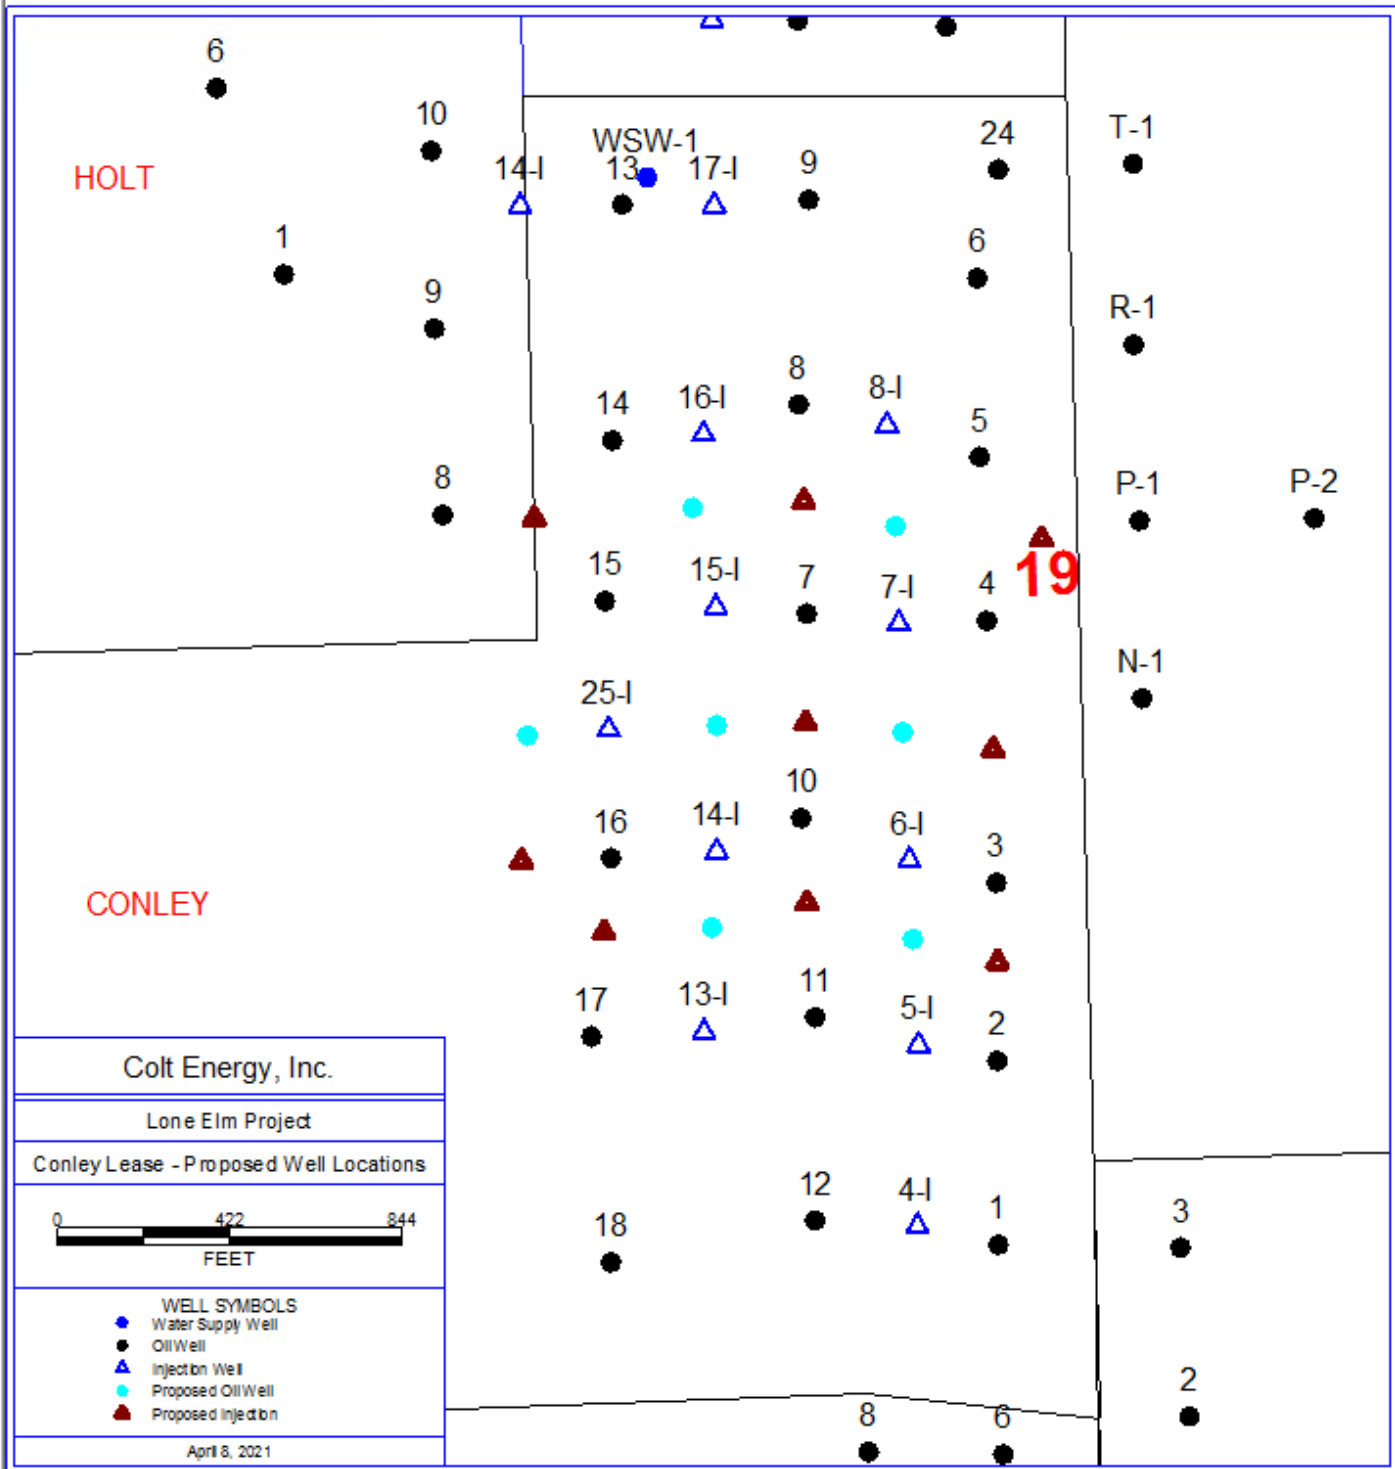 6
10
24
T-1
WSW-1
HOLT
14-I
13
17-I
9
1
6
9
R-1
8
8-I
16-I
14
5
8
P-1
P-2
15
15-I
7
7-I
4
19
N-1
25-I
10
16
14-I
6-I
3
CONLEY
17
13-I
11
5-I
2
Colt Energy, Inc.
Lone Elm Project
Conley Lease - Proposed Well Locations
0 422 844
FEET
12
4-I
1
18
3
WELL SYMBOLS
Water Supply Well
Oil Well
Injection Well
Proposed Oil Well
Proposed Injection
April 8, 2021
2
8
6